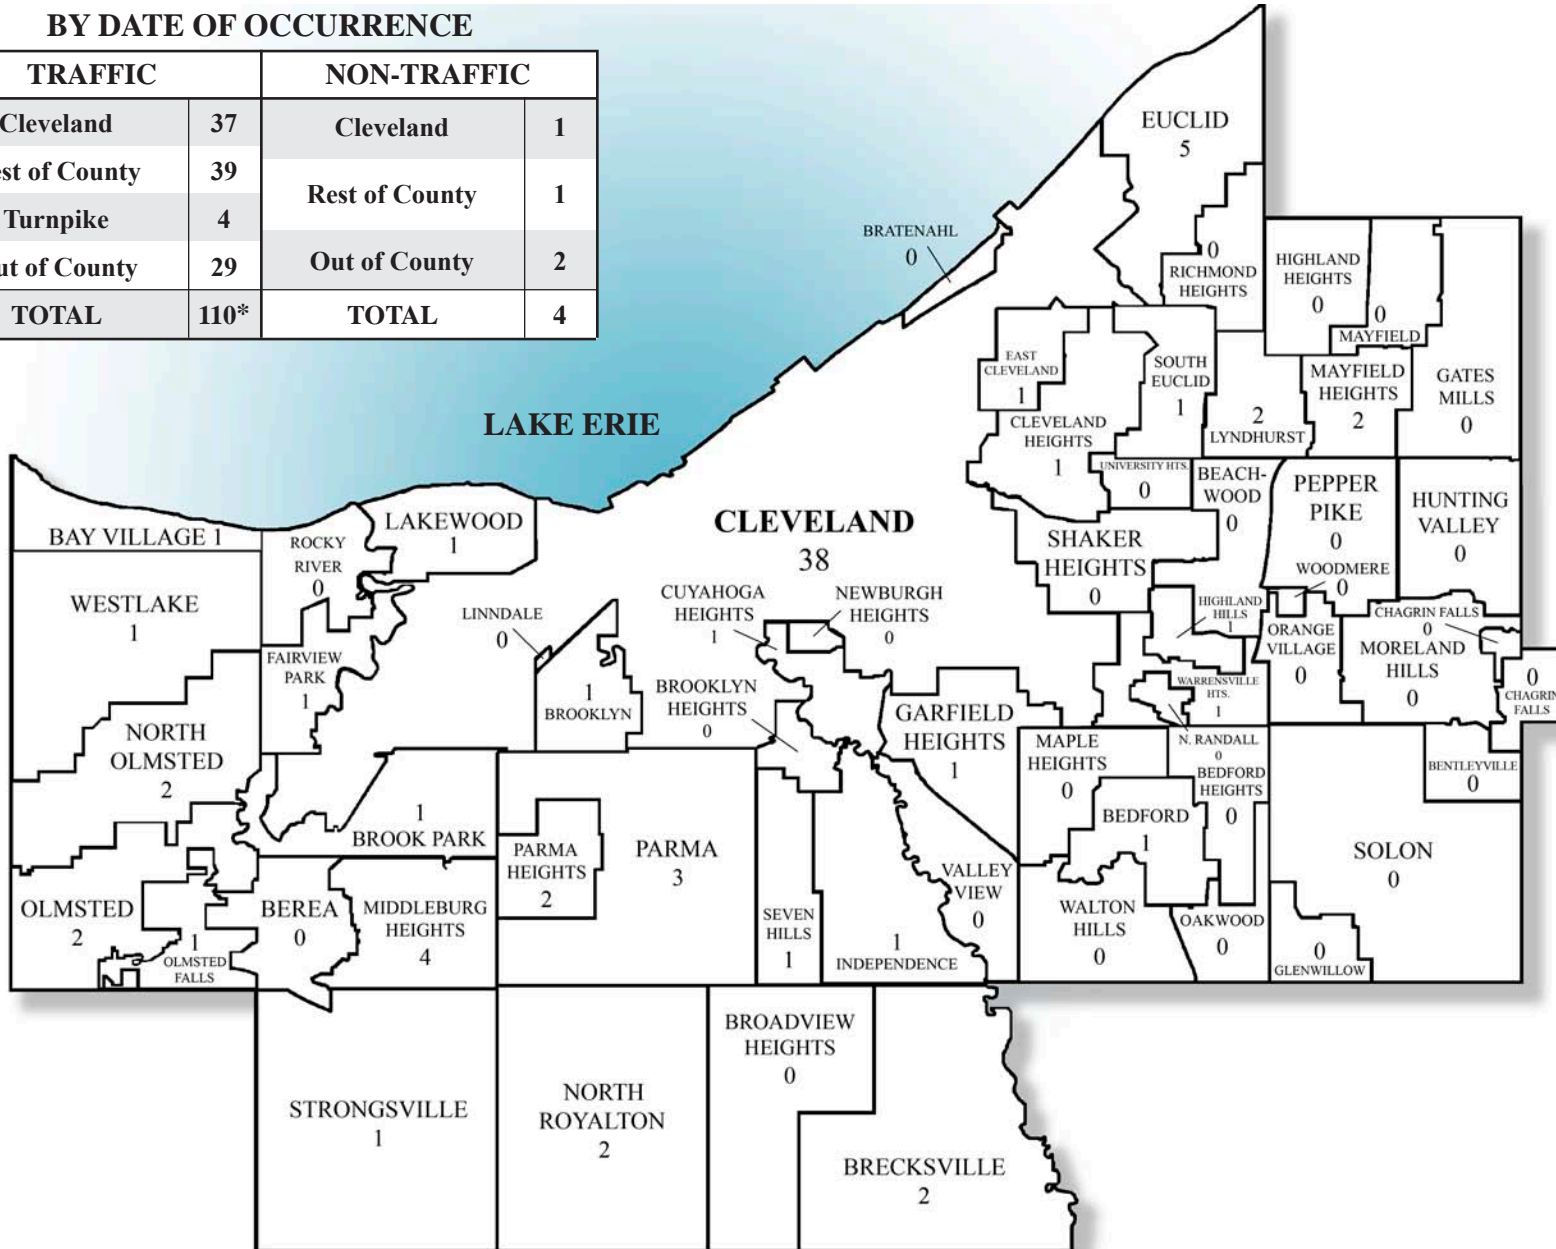 BY DATE OF OCCURRENCE
TRAFFIC
NON-TRAFFIC
Cleveland 37
est of County 39
Turnpike 4
ut of County 29
TOTAL 110*
Cleveland 1
Rest of County 1
Out of County 2
TOTAL 4
LAKE ERIE
EUCLID
5
BRATENAHL
0
0
RICHMOND
HEIGHTS
HIGHLAND
HEIGHTS
0
0
MAYFIELD
EAST
CLEVELAND
1
SOUTH
EUCLID
1
MAYFIELD
HEIGHTS
2
GATES
MILLS
0
2
LYNDHURST
CLEVELAND
HEIGHTS
1
UNIVERSITY HTS.
0
BEACH-
WOOD
0
PEPPER
PIKE
0
HUNTING
VALLEY
0
BAY VILLAGE 1
ROCKY
RIVER
0
LAKEWOOD
1
CLEVELAND
38
SHAKER
HEIGHTS
0
WOODMERE
0
WESTLAKE
1
LINNDALE
0
CUYAHOGA
HEIGHTS
1
NEWBURGH
HEIGHTS
0
HIGHLAND
HILLS
1
CHAGRIN FALLS
0
ORANGE
VILLAGE
0
MORELAND
HILLS
0
0
CHAGRIN
FALLS
FAIRVIEW
PARK
1
1
BROOKLYN
BROOKLYN
HEIGHTS
0
WARRENSVILLE
HTS.
1
GARFIELD
HEIGHTS
1
NORTH
OLMSTED
2
MAPLE
HEIGHTS
0
N. RANDALL
0
BEDFORD
HEIGHTS
0
BENTLEYVILLE
0
1
BROOK PARK
BEDFORD
1
PARMA
HEIGHTS
2
PARMA
3
SOLON
0
VALLEY
VIEW
0
OLMSTED
2
1
OLMSTED
FALLS
BEREA
0
MIDDLEBURG
HEIGHTS
4
SEVEN
HILLS
1
1
INDEPENDENCE
WALTON
HILLS
0
OAKWOOD
0
0
GLENWILLOW
BROADVIEW
HEIGHTS
0
STRONGSVILLE
1
NORTH
ROYALTON
2
BRECKSVILLE
2